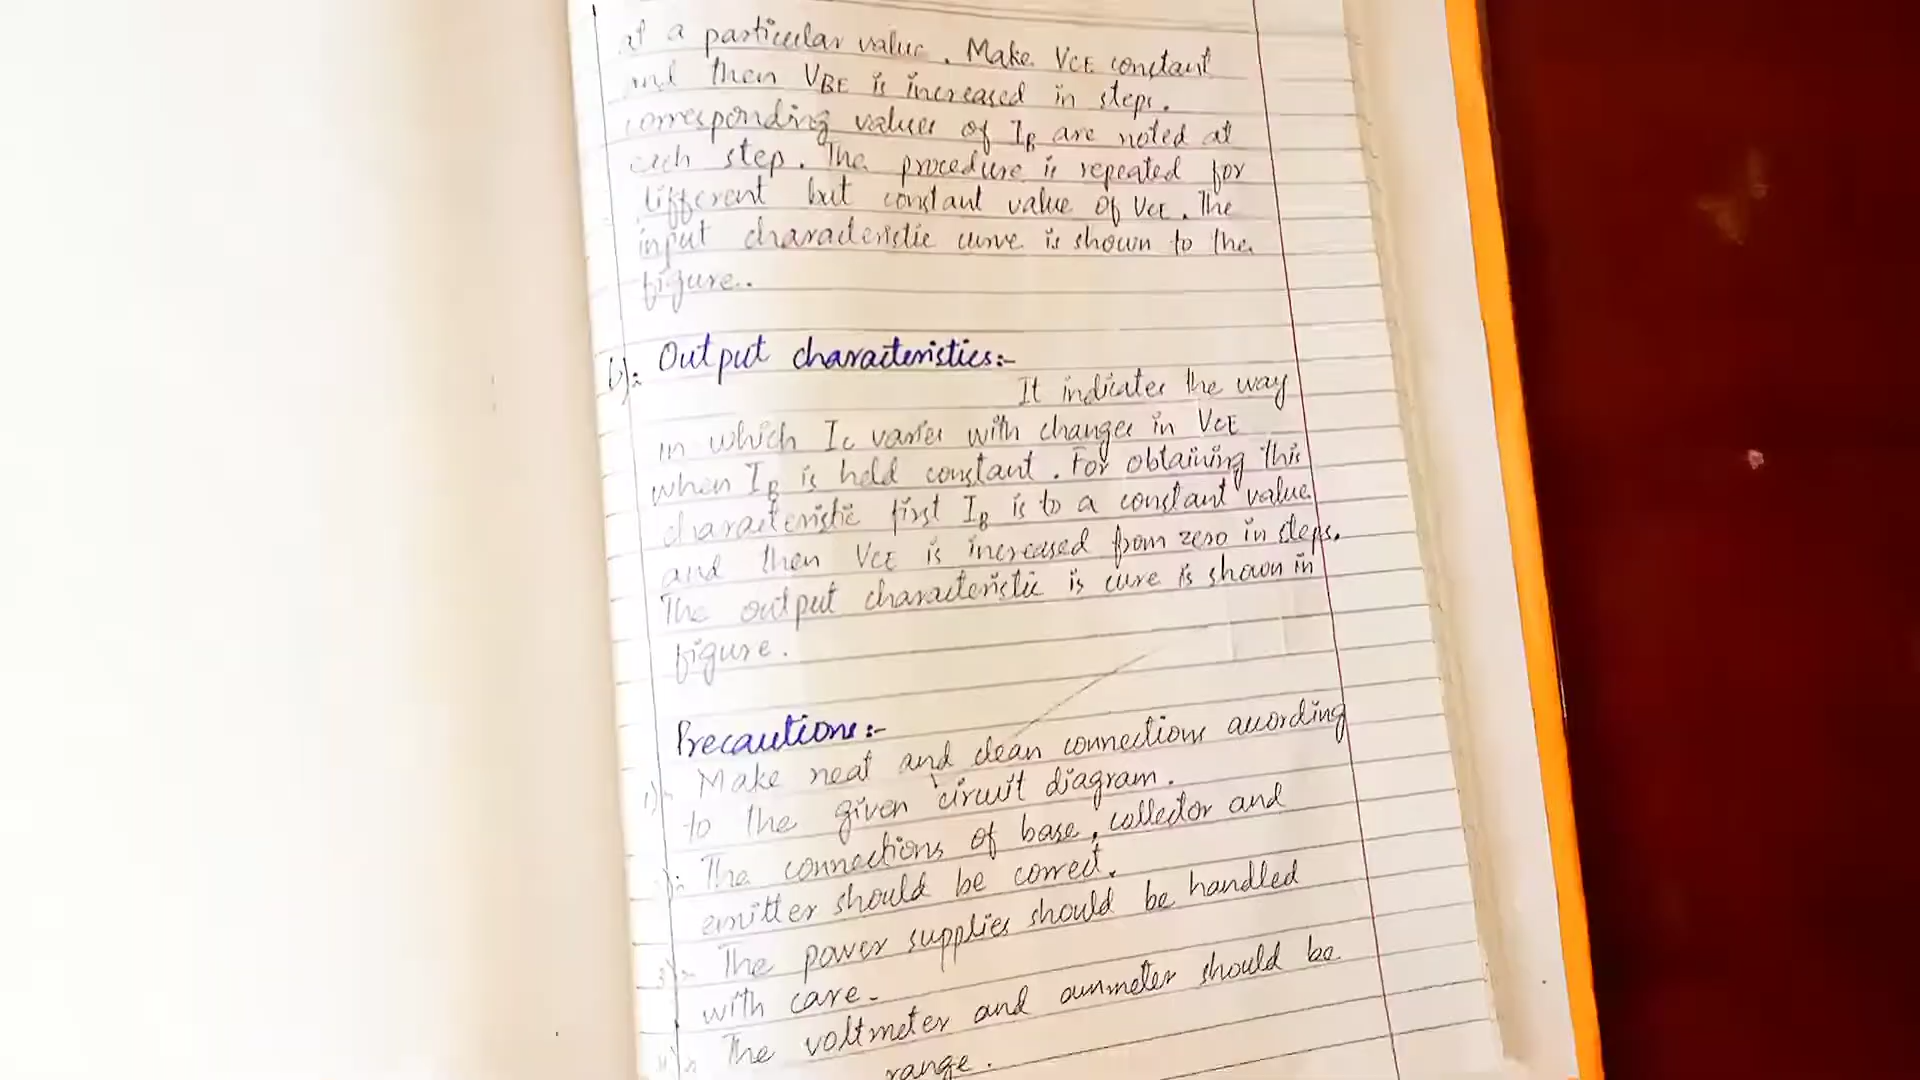 at a particular value. Make VCE constant
and then VBE is increased in steps.
corresponding values of IB are noted at
each step. The procedure is repeated for
different but constant value of VCE. The
input characteristic curve is shown to the
figure..
b):- Output characteristics:-
It indicates the way
in which IC varies with changes in VCE
when IB is held constant. For obtaining this
characteristic first IB is to a constant value
and then VCE is increased from zero in steps.
The output characteristic is cure is shown in
figure.
Precautions:-
1):- Make neat and clean connections according
to the given circuit diagram.
):- The connections of base, collector and
emitter should be correct.
3):- The power supplies should be handled
with care.
4):- The voltmeter and ammeter should be
range.